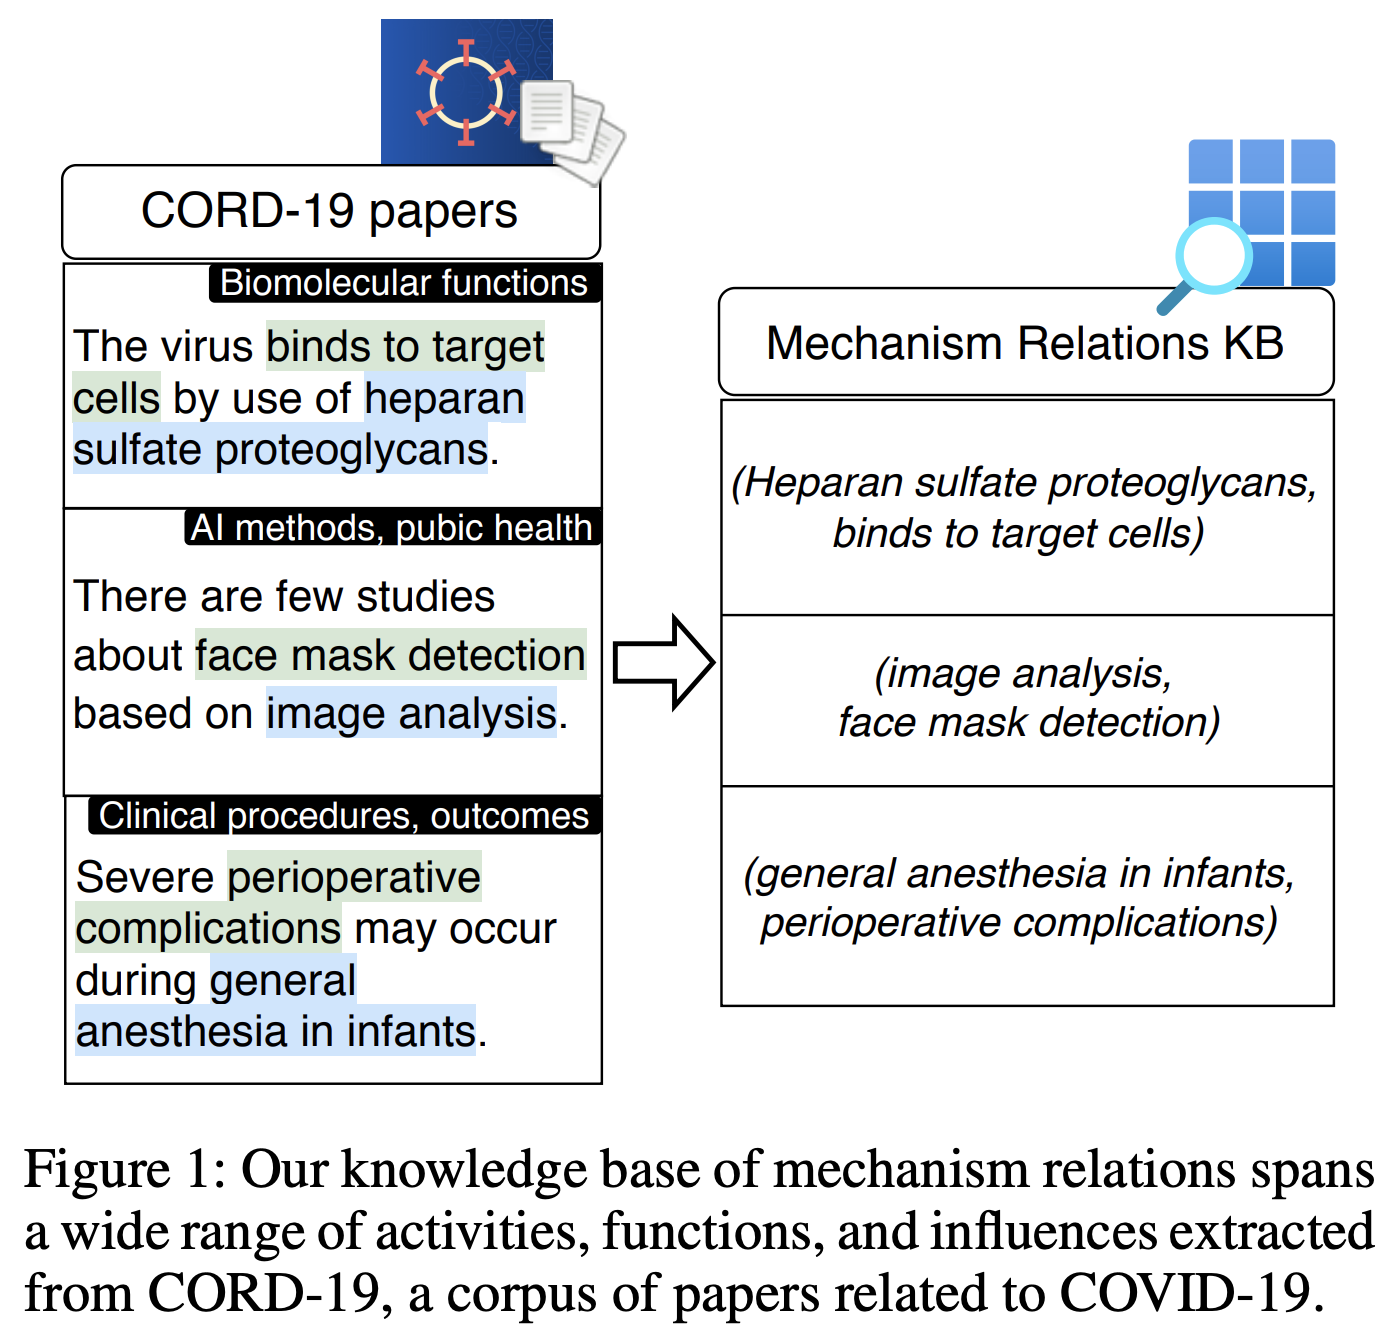 CORD-19 papers
Biomolecular functions
The virus binds to target
cells by use of heparan
sulfate proteoglycans.
AI methods, pubic health
There are few studies
about face mask detection
based on image analysis.
Clinical procedures, outcomes
Severe perioperative
complications may occur
during general
anesthesia in infants.
Mechanism Relations KB
(Heparan sulfate proteoglycans,
binds to target cells)
(image analysis,
face mask detection)
(general anesthesia in infants,
perioperative complications)
Figure 1: Our knowledge base of mechanism relations spans
a wide range of activities, functions, and influences extracted
from CORD-19, a corpus of papers related to COVID-19.